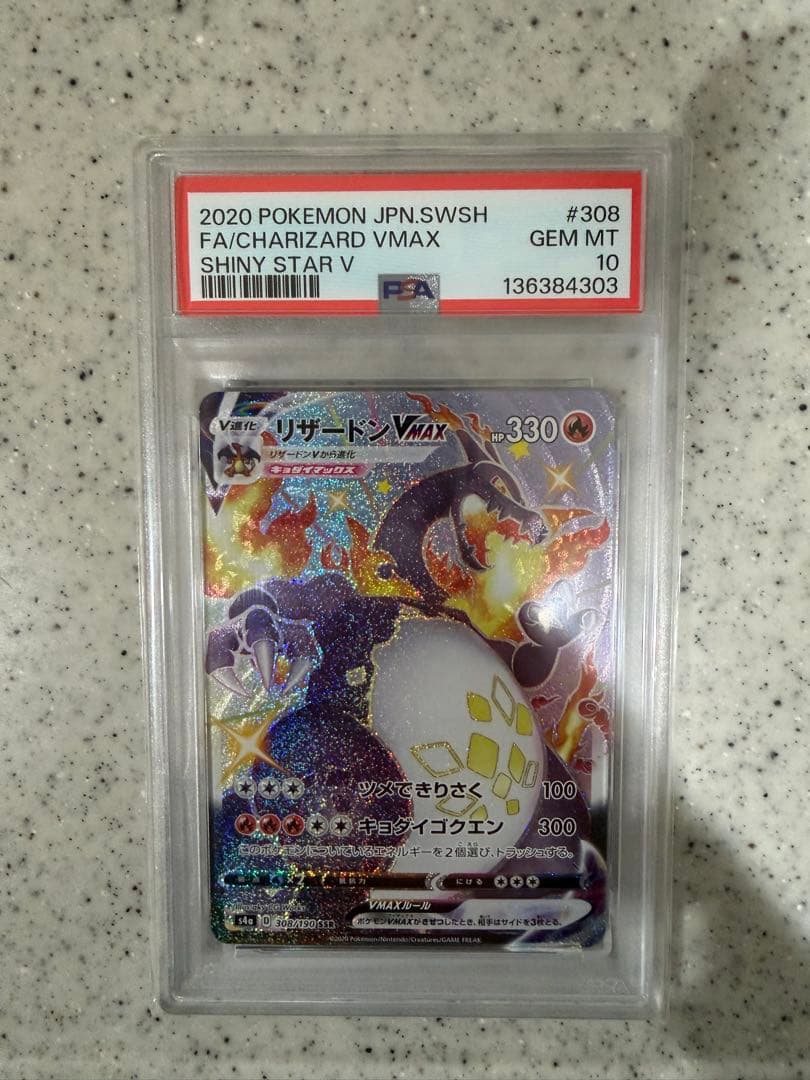 2020 POKEMON JPN.SWSH #308
FA/CHARIZARD VMAX GEM MT
SHINY STAR V 10
PSA 136384303
V進化 リザードンVMAX HP330
リザードンVから進化
キョダイマックス
ツメできりさく 100
キョダイゴクエン 300
このポケモンについているエネルギーを2個選び、トラッシュする。
抵抗力 にげる
VMAXルール
ポケモンVMAXがきぜつしたとき、相手はサイドを3枚とる。
s4a D 308/190 SSR
©2020 Pokémon/Nintendo/Creatures/GAME FREAK